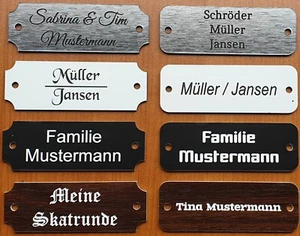 Sabrina & Tim
Mustermann
Schröder
Müller
Jansen
Müller
Jansen
Müller / Jansen
Familie
Mustermann
Familie
Mustermann
Meine
Skatrunde
Tina Mustermann